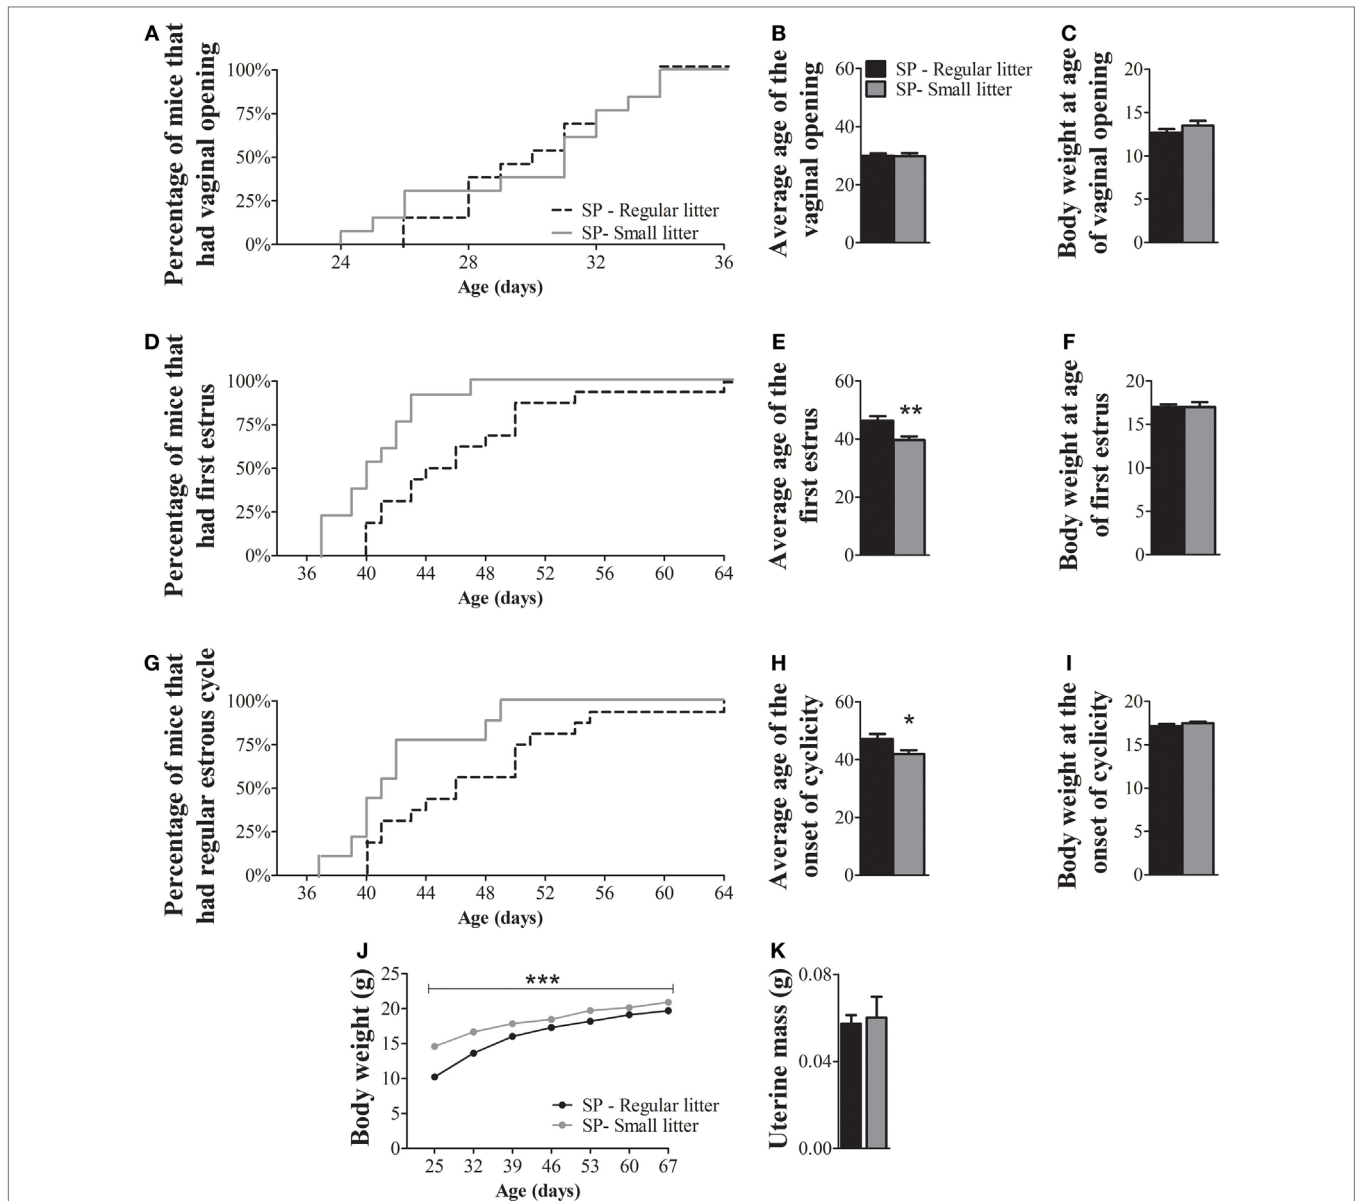 A
Percentage of mice that
had vaginal opening
100%
75%
50%
25%
0%
SP - Regular litter
SP- Small litter
24
28
32
36
Age (days)
B
Average age of the
vaginal opening
60
40
20
0
SP - Regular litter
SP- Small litter
C
Body weight at age
of vaginal opening
20
15
10
5
0
D
Percentage of mice that
had first estrus
100%
75%
50%
25%
0%
36
40
44
48
52
56
60
64
Age (days)
E
Average age of the
first estrus
60
40
20
0
**
F
Body weight at age
of first estrus
20
15
10
5
0
G
Percentage of mice that
had regular estrous cycle
100%
75%
50%
25%
0%
36
40
44
48
52
56
60
64
Age (days)
H
Average age of the
onset of cyclicity
60
40
20
0
*
I
Body weight at the
onset of cyclicity
20
15
10
5
0
J
Body weight (g)
25
20
15
10
5
0
***
SP - Regular litter
SP- Small litter
25
32
39
46
53
60
67
Age (days)
K
Uterine mass (g)
0.08
0.04
0.00